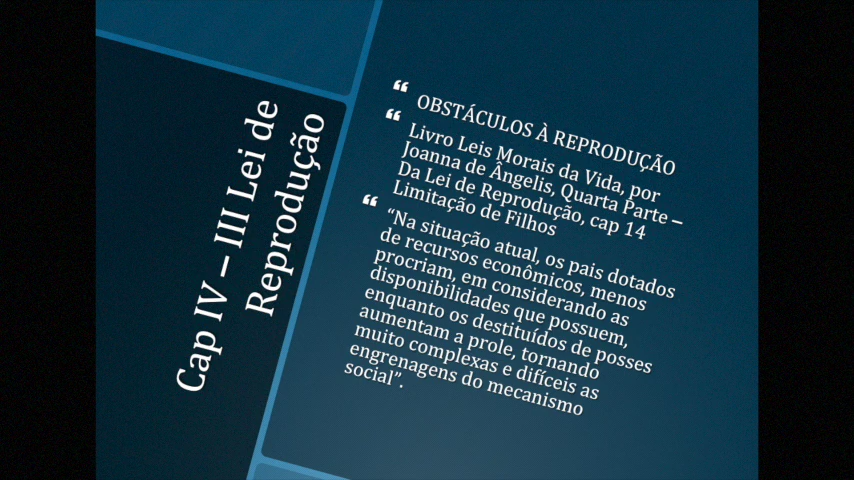 Cap IV – III Lei de
Reprodução
“ OBSTÁCULOS À REPRODUÇÃO
“ Livro Leis Morais da Vida, por
Joanna de Ângelis, Quarta Parte –
Da Lei de Reprodução, cap 14
Limitação de Filhos
“ “Na situação atual, os pais dotados
de recursos econômicos, menos
procriam, em considerando as
disponibilidades que possuem,
enquanto os destituídos de posses
aumentam a prole, tornando
muito complexas e difíceis as
engrenagens do mecanismo
social”.